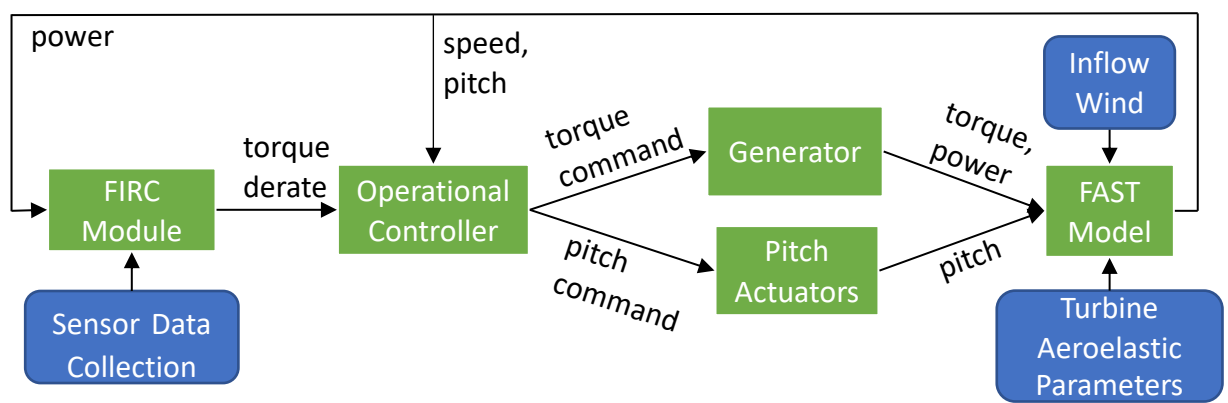 power
speed,
pitch
Inflow
Wind
torque
derate
torque
command
Generator
torque,
power
FIRC
Module
Operational
Controller
FAST
Model
pitch
command
Pitch
Actuators
pitch
Sensor Data
Collection
Turbine
Aeroelastic
Parameters